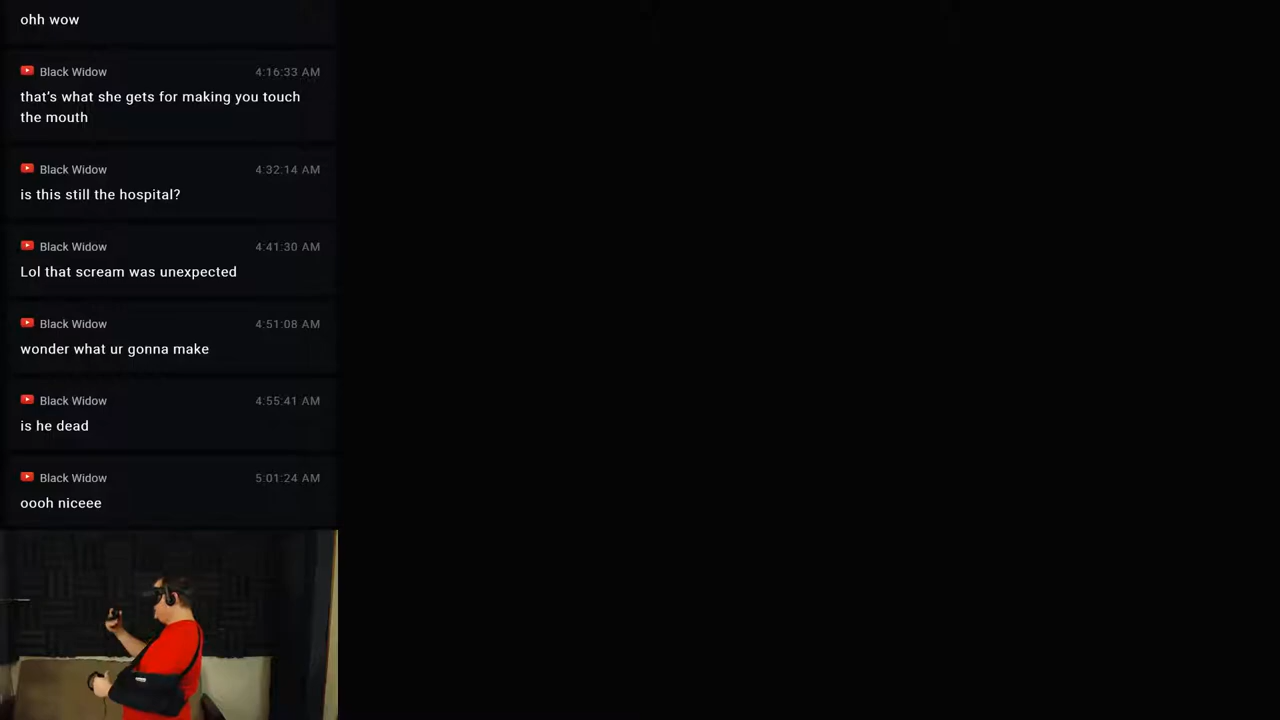 ohh wow
Black Widow 4:16:33 AM
that's what she gets for making you touch
the mouth
Black Widow 4:32:14 AM
is this still the hospital?
Black Widow 4:41:30 AM
Lol that scream was unexpected
Black Widow 4:51:08 AM
wonder what ur gonna make
Black Widow 4:55:41 AM
is he dead
Black Widow 5:01:24 AM
oooh niceee